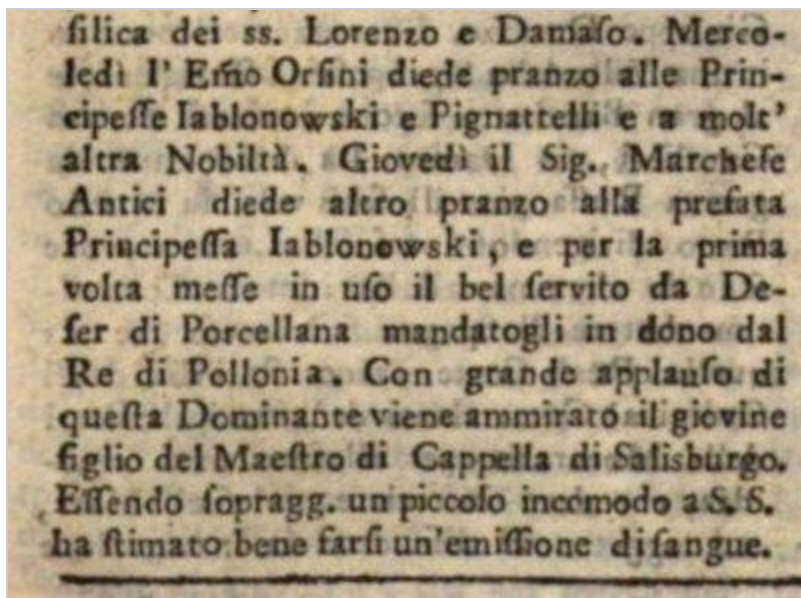 ſilica dei ss. Lorenzo e Damaſo. Merco-
ledì l' Emo Orſini diede pranzo alle Prin-
cipeſſe Iablonowski e Pignattelli e a molt'
altra Nobiltà. Giovedì il Sig. Marcheſe
Antici diede altro pranzo alla prefata
Principeſſa Iablonowski, e per la prima
volta meſſe in uſo il bel ſervito da De-
ſer di Porcellana mandatogli in dono dal
Re di Pollonia. Con grande applauſo di
queſta Dominante viene ammirato il giovine
figlio del Maeſtro di Cappella di Salisburgo.
Eſſendo ſopragg. un piccolo incomodo a S. S.
ha ſtimato bene farſi un'emiſſione di ſangue.